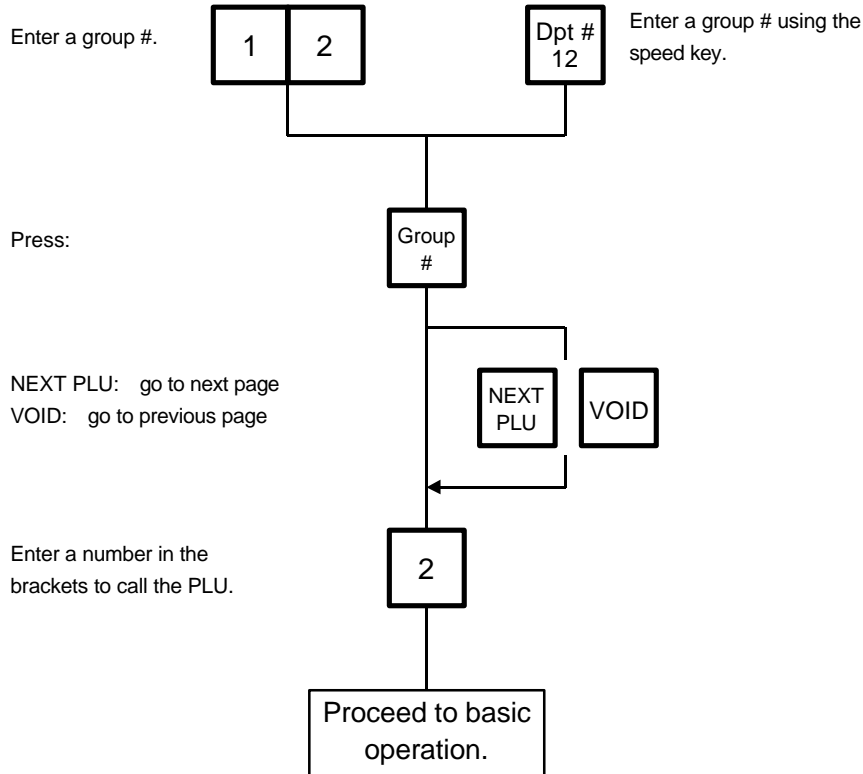 Enter a group #.
1 2
Dpt #
12
Enter a group # using the
speed key.
Press:
Group
#
NEXT PLU: go to next page
VOID: go to previous page
NEXT
PLU
VOID
Enter a number in the
brackets to call the PLU.
2
Proceed to basic
operation.